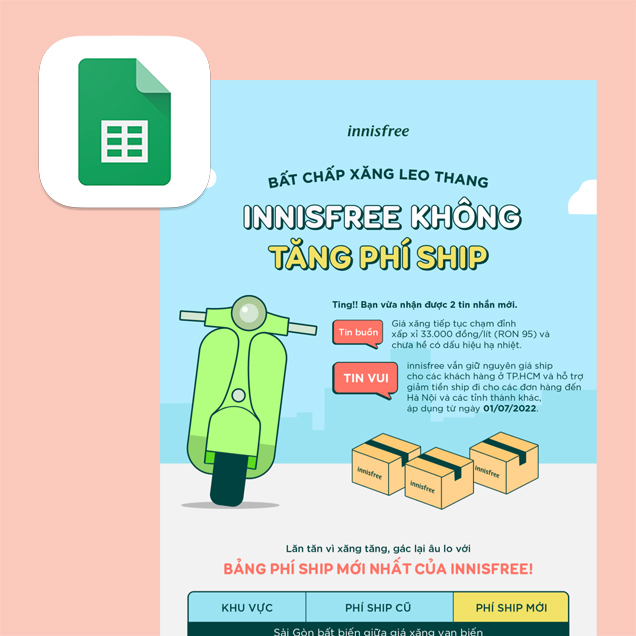 innisfree
BẤT CHẤP XĂNG LEO THANG
INNISFREE KHÔNG
TĂNG PHÍ SHIP
Ting!! Bạn vừa nhận được 2 tin nhắn mới.
Tin buồn
Giá xăng tiếp tục chạm đỉnh
xấp xỉ 33.000 đồng/lít (RON 95) và
chưa hề có dấu hiệu hạ nhiệt.
TIN VUI
innisfree vẫn giữ nguyên giá ship
cho các khách hàng ở TP.HCM và hỗ trợ
giảm tiền ship đi cho các đơn hàng đến
Hà Nội và các tỉnh thành khác,
áp dụng từ ngày 01/07/2022.
innisfree
innisfree
innisfree
Lăn tăn vì xăng tăng, gác lại âu lo với
BẢNG PHÍ SHIP MỚI NHẤT CỦA INNISFREE!
KHU VỰC
PHÍ SHIP CŨ
PHÍ SHIP MỚI
Sài Gòn bất biến giữa giá xăng vạn biến